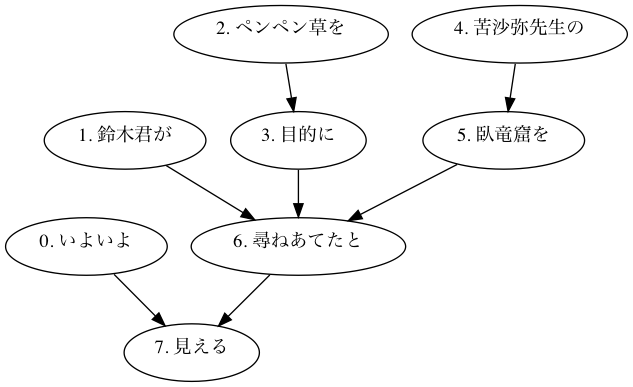 2. ペンペン草を
4. 苦沙弥先生の
1. 鈴木君が
3. 目的に
5. 臥竜窟を
0. いよいよ
6. 尋ねあてたと
7. 見える